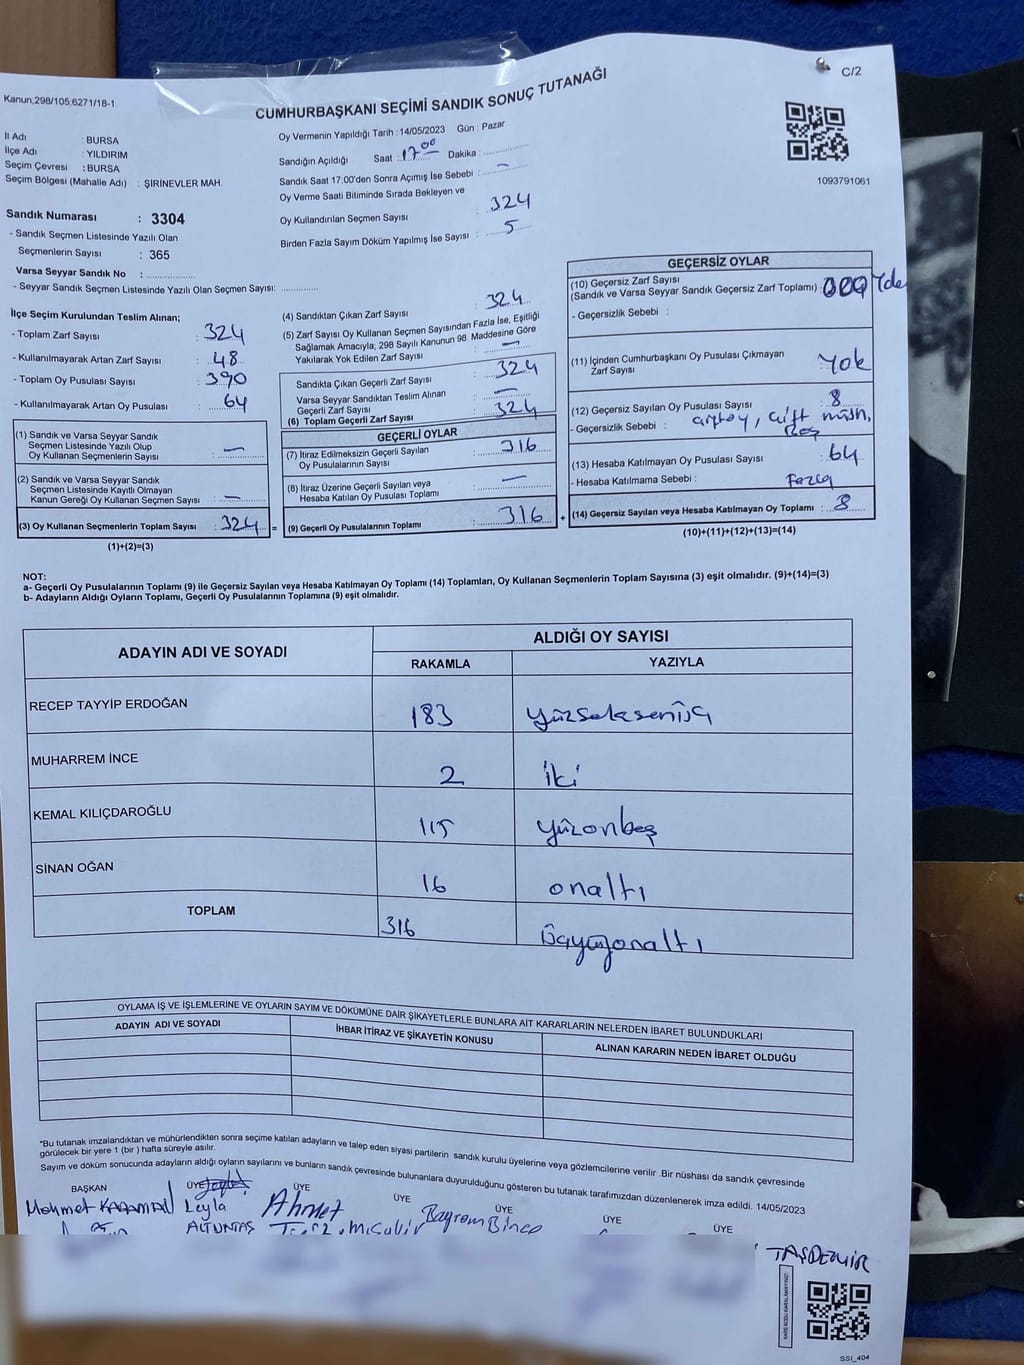 C/2
Kanun:298/105;6271/18-1
CUMHURBAŞKANI SEÇİMİ SANDIK SONUÇ TUTANAĞI
1093791061
İl Adı : BURSA
İlçe Adı : YILDIRIM
Seçim Çevresi : BURSA
Seçim Bölgesi (Mahalle Adı) : ŞİRİNEVLER MAH.
Sandık Numarası : 3304
- Sandık Seçmen Listesinde Yazılı Olan
Seçmenlerin Sayısı : 365
Varsa Seyyar Sandık No :
- Seyyar Sandık Seçmen Listesinde Yazılı Olan Seçmen Sayısı:
Oy Vermenin Yapıldığı Tarih : 14/05/2023 Gün : Pazar
Sandığın Açıldığı Saat : 17.00 Dakika :
Sandık Saat 17.00'den Sonra Açımış İse Sebebi : –
Oy Verme Saati Bitiminde Sırada Bekleyen ve
Oy Kullandırılan Seçmen Sayısı : 324
Birden Fazla Sayım Döküm Yapılmış İse Sayısı : 5
İlçe Seçim Kurulundan Teslim Alınan;
- Toplam Zarf Sayısı : 324
- Kullanılmayarak Artan Zarf Sayısı : 48
- Toplam Oy Pusulası Sayısı : 390
- Kullanılmayarak Artan Oy Pusulası : 64
(1) Sandık ve Varsa Seyyar Sandık
Seçmen Listesinde Yazılı Olup
Oy Kullanan Seçmenlerin Sayısı : –
(2) Sandık ve Varsa Seyyar Sandık
Seçmen Listesinde Kayıtlı Olmayan
Kanun Gereği Oy Kullanan Seçmen Sayısı : –
(3) Oy Kullanan Seçmenlerin Toplam Sayısı : 324 =
(1)+(2)=(3)
(4) Sandıktan Çıkan Zarf Sayısı : 324
(5) Zarf Sayısı Oy Kullanan Seçmen Sayısından Fazla İse, Eşitliği
Sağlamak Amacıyla; 298 Sayılı Kanunun 98. Maddesine Göre
Yakılarak Yok Edilen Zarf Sayısı : –
Sandıkta Çıkan Geçerli Zarf Sayısı : 324
Varsa Seyyar Sandıktan Teslim Alınan
Geçerli Zarf Sayısı : –
(6) Toplam Geçerli Zarf Sayısı : 324
GEÇERLİ OYLAR
(7) İtiraz Edilmeksizin Geçerli Sayılan
Oy Pusulalarının Sayısı : 316
(8) İtiraz Üzerine Geçerli Sayılan veya
Hesaba Katılan Oy Pusulası Toplamı : –
(9) Geçerli Oy Pusulalarının Toplamı : 316 +
GEÇERSİZ OYLAR
(10) Geçersiz Zarf Sayısı
(Sandık ve Varsa Seyyar Sandık Geçersiz Zarf Toplamı) : 000
- Geçersizlik Sebebi :
(11) İçinden Cumhurbaşkanı Oy Pusulası Çıkmayan
Zarf Sayısı : Yok
(12) Geçersiz Sayılan Oy Pusulası Sayısı : 8
- Geçersizlik Sebebi : çift müh,
Boş
(13) Hesaba Katılmayan Oy Pusulası Sayısı : 64
- Hesaba Katılmama Sebebi : Fazla
(14) Geçersiz Sayılan veya Hesaba Katılmayan Oy Toplamı : 8
(10)+(11)+(12)+(13)=(14)
NOT:
a- Geçerli Oy Pusulalarının Toplamı (9) ile Geçersiz Sayılan veya Hesaba Katılmayan Oy Toplamı (14) Toplamları, Oy Kullanan Seçmenlerin Toplam Sayısına (3) eşit olmalıdır. (9)+(14)=(3)
b- Adayların Aldığı Oyların Toplamı, Geçerli Oy Pusulalarının Toplamına (9) eşit olmalıdır.
ADAYIN ADI VE SOYADI
ALDIĞI OY SAYISI
RAKAMLA YAZIYLA
RECEP TAYYİP ERDOĞAN 183 yüzseksenüç
MUHARREM İNCE 2 iki
KEMAL KILIÇDAROĞLU 115 yüzonbeş
SİNAN OĞAN 16 onaltı
TOPLAM 316 üçyüzonaltı
OYLAMA İŞ VE İŞLEMLERİNE VE OYLARIN SAYIM VE DÖKÜMÜNE DAİR ŞİKAYETLERLE BUNLARA AİT KARARLARIN NELERDEN İBARET BULUNDUKLARI
ADAYIN ADI VE SOYADI İHBAR İTİRAZ VE ŞİKAYETİN KONUSU ALINAN KARARIN NEDEN İBARET OLDUĞU
*Bu tutanak imzalandıktan ve mühürlendikten sonra seçime katılan adayların ve talep eden siyasi partilerin sandık kurulu üyelerine veya gözlemcilerine verilir .Bir nüshası da sandık çevresinde
görülecek bir yere 1 (bir ) hafta süreyle asılır.
Sayım ve döküm sonucunda adayların aldığı oyların sayılarını ve bunların sandık çevresinde bulunanlara duyurulduğunu gösteren bu tutanak tarafımızdan düzenlenerek imza edildi. 14/05/2023
BAŞKAN ÜYE ÜYE ÜYE ÜYE ÜYE ÜYE
Mehmet KARAMAN Leyla Ahmet Bayram Bince
ALTUNTAŞ
TAŞDEMİR
SSI_404